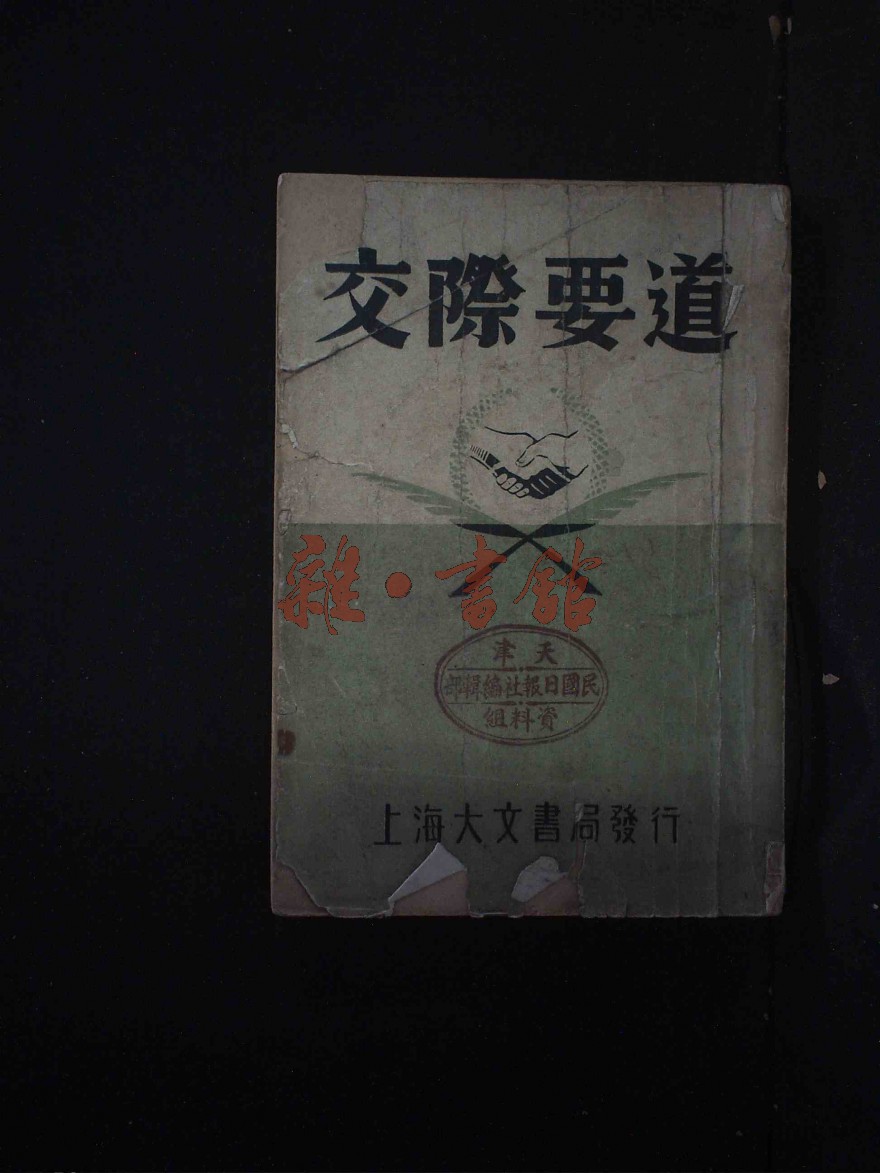 交際要道
雜·書館
天津
民國日報社編輯部
資料組
上海大文書局發行